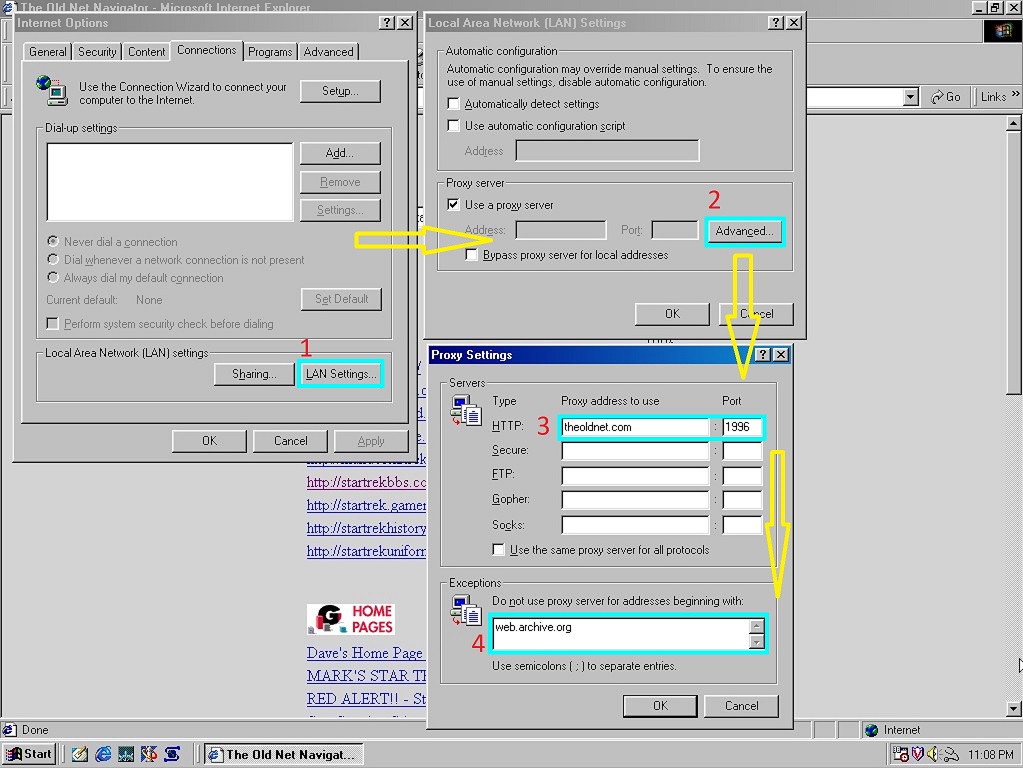 The Old Net Navigator - Microsoft Internet Explorer
Internet Options
General Security Content Connections Programs Advanced
Use the Connection Wizard to connect your
computer to the Internet.
Setup...
Dial-up settings
Add...
Remove
Settings...
Never dial a connection
Dial whenever a network connection is not present
Always dial my default connection
Current default: None
Set Default
Perform system security check before dialing
Local Area Network (LAN) settings
1
Sharing...
LAN Settings...
OK Cancel Apply
Local Area Network (LAN) Settings
Automatic configuration
Automatic configuration may override manual settings. To ensure the
use of manual settings, disable automatic configuration.
Automatically detect settings
Use automatic configuration script
Address
Proxy server
2
Use a proxy server
Address: Port: Advanced...
Bypass proxy server for local addresses
OK Cancel
Go Links »
Proxy Settings
Servers
Type Proxy address to use Port
HTTP: 3 theoldnet.com : 1996
Secure: :
FTP: :
Gopher: :
Socks: :
Use the same proxy server for all protocols
Exceptions
Do not use proxy server for addresses beginning with:
4
web.archive.org
Use semicolons ( ; ) to separate entries.
OK Cancel
http://startrekbbs.co
http://startrek.gamer
http://startrekhistory
http://startrekuniforn
HOME
PAGES
Dave's Home Page
MARK'S STAR T
RED ALERT!! - St
Done
Internet
Start
The Old Net Navigat...
11:08 PM